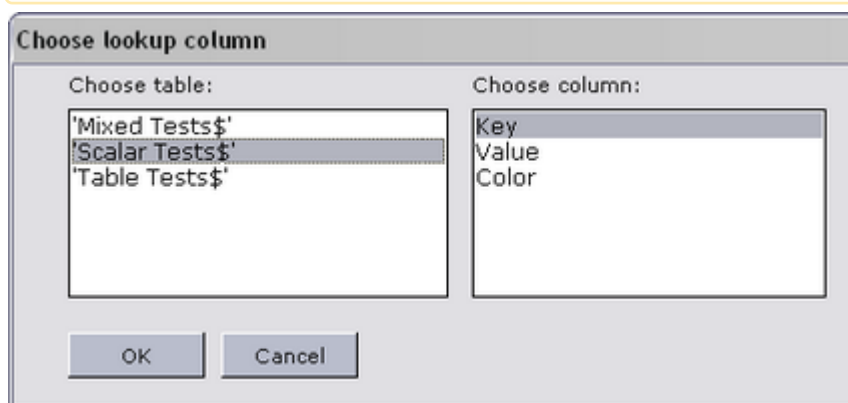 Choose lookup column
Choose table:
Choose column:
'Mixed Tests$'
'Scalar Tests$'
'Table Tests$'
Key
Value
Color
OK
Cancel